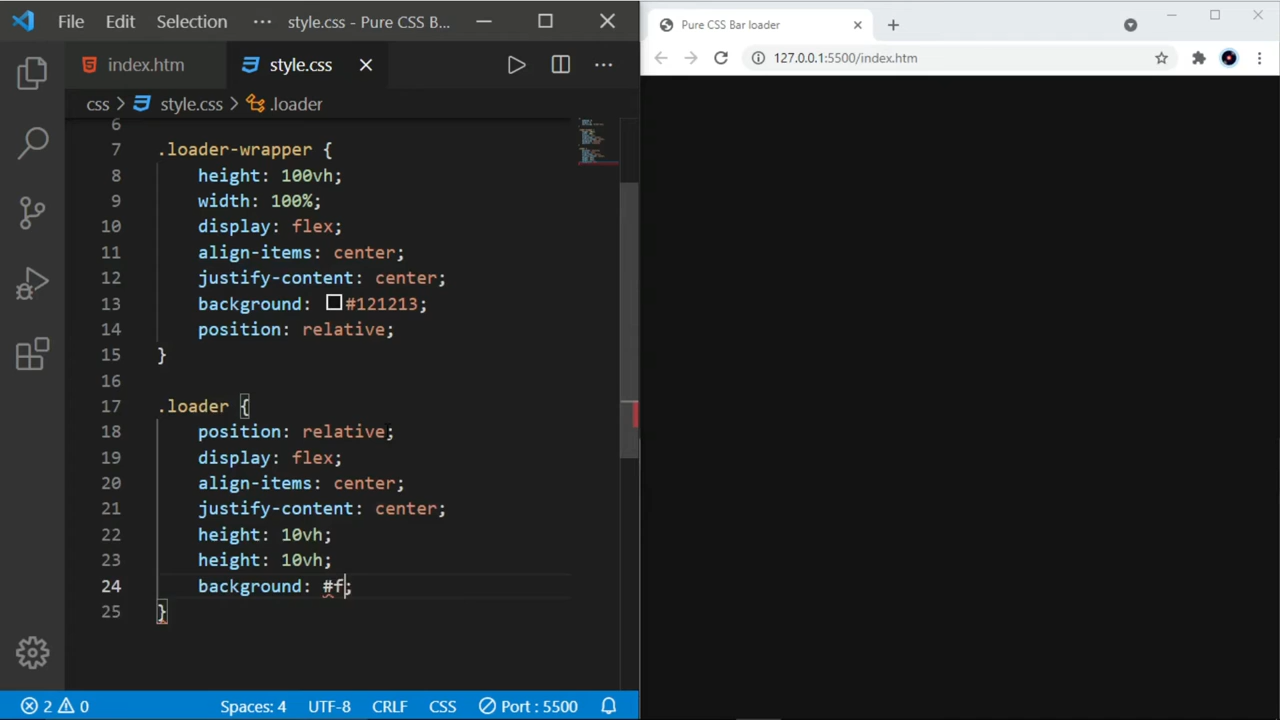 File Edit Selection ··· style.css - Pure CSS B...
index.htm style.css
css > style.css > .loader
6
7 .loader-wrapper {
8 height: 100vh;
9 width: 100%;
10 display: flex;
11 align-items: center;
12 justify-content: center;
13 background: #121213;
14 position: relative;
15 }
16
17 .loader {
18 position: relative;
19 display: flex;
20 align-items: center;
21 justify-content: center;
22 height: 10vh;
23 height: 10vh;
24 background: #f;
25 }
2 0 Spaces: 4 UTF-8 CRLF CSS Port : 5500
Pure CSS Bar loader
127.0.0.1:5500/index.htm